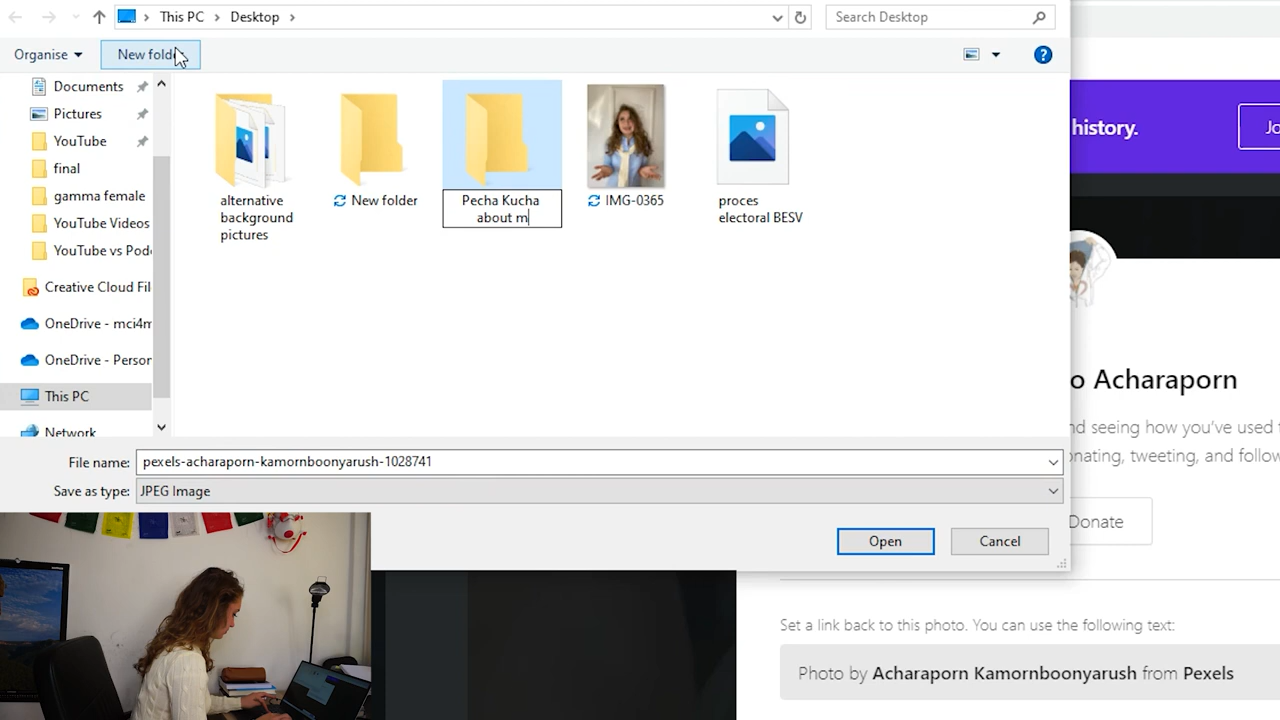 This PC > Desktop >
Search Desktop
Organise
New folder
Documents
Pictures
YouTube
final
gamma female
YouTube Videos
YouTube vs Pod
Creative Cloud Fil
OneDrive - mci4m
OneDrive - Person
This PC
Network
alternative
background
pictures
New folder
Pecha Kucha
about m
IMG-0365
proces
electoral BESV
File name: pexels-acharaporn-kamornboonyarush-1028741
Save as type: JPEG Image
Open
Cancel
history.
Jo
o Acharaporn
nd seeing how you've used
onating, tweeting, and follow
Donate
Set a link back to this photo. You can use the following text:
Photo by Acharaporn Kamornboonyarush from Pexels